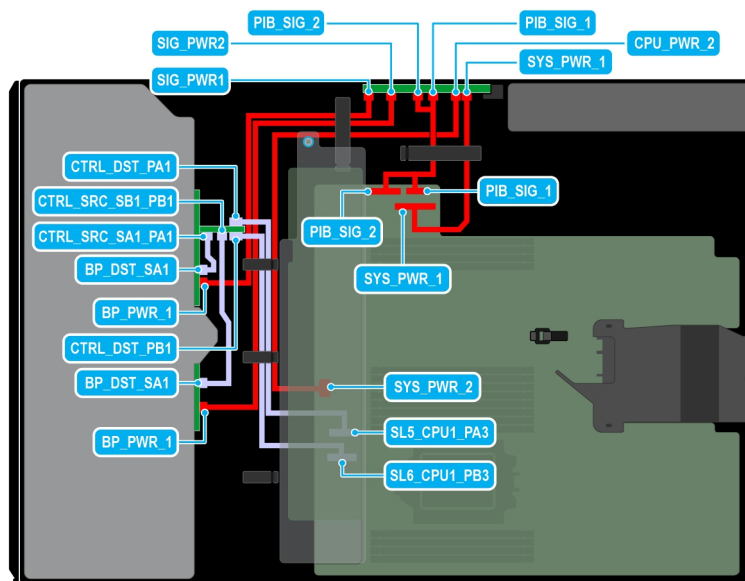 PIB_SIG_2
PIB_SIG_1
SIG_PWR2
CPU_PWR_2
SYS_PWR_1
SIG_PWR1
CTRL_DST_PA1
CTRL_SRC_SB1_PB1
PIB_SIG_1
CTRL_SRC_SA1_PA1
PIB_SIG_2
BP_DST_SA1
SYS_PWR_1
BP_PWR_1
CTRL_DST_PB1
BP_DST_SA1
SYS_PWR_2
SL5_CPU1_PA3
BP_PWR_1
SL6_CPU1_PB3